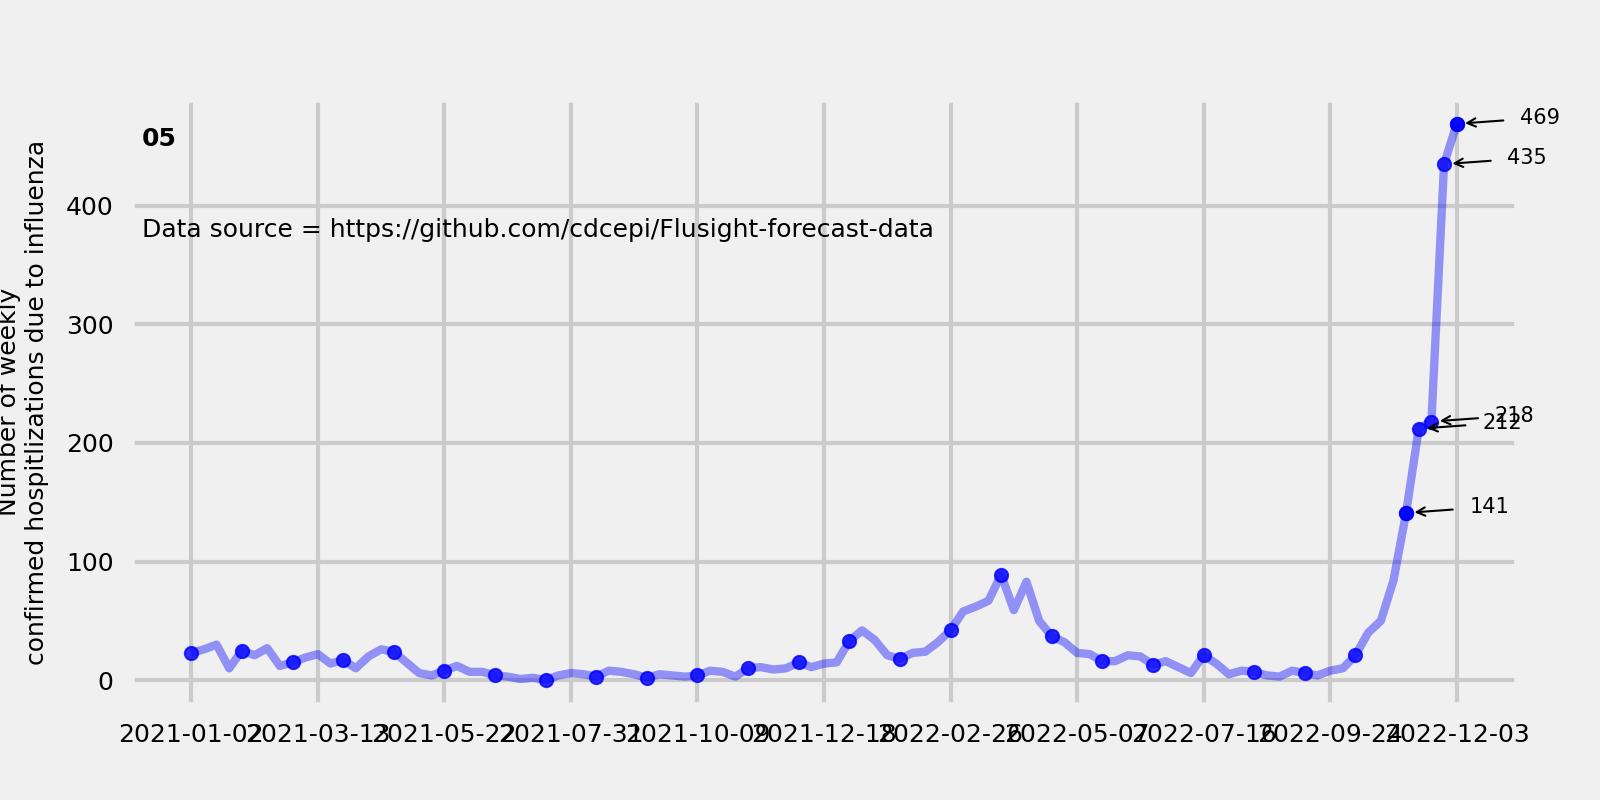 469
05
435
Number of weekly
confirmed hospitlizations due to influenza
400
Data source = https://github.com/cdcepi/Flusight-forecast-data
300
218
212
200
141
100
0
2021-01-02 2021-03-13 2021-05-22 2021-07-31 2021-10-09 2021-12-18 2022-02-26 2022-05-07 2022-07-16 2022-09-24 2022-12-03